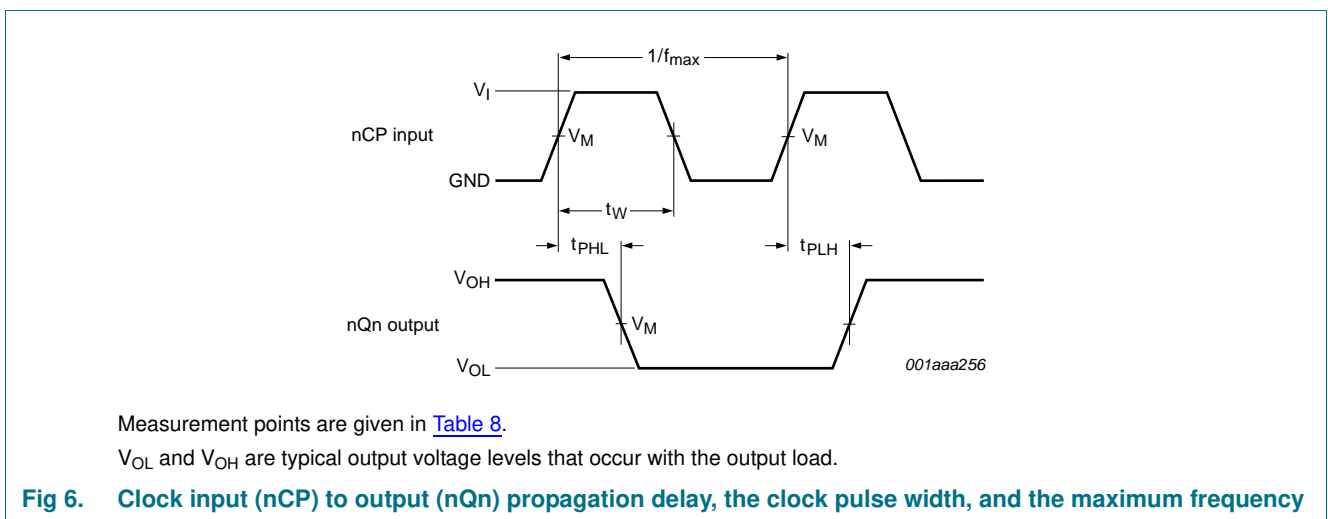 1/fmax
VI
nCP input
VM
VM
GND
tW
tPHL
tPLH
VOH
nQn output
VM
VOL
001aaa256
Measurement points are given in Table 8.
VOL and VOH are typical output voltage levels that occur with the output load.
Fig 6. Clock input (nCP) to output (nQn) propagation delay, the clock pulse width, and the maximum frequency